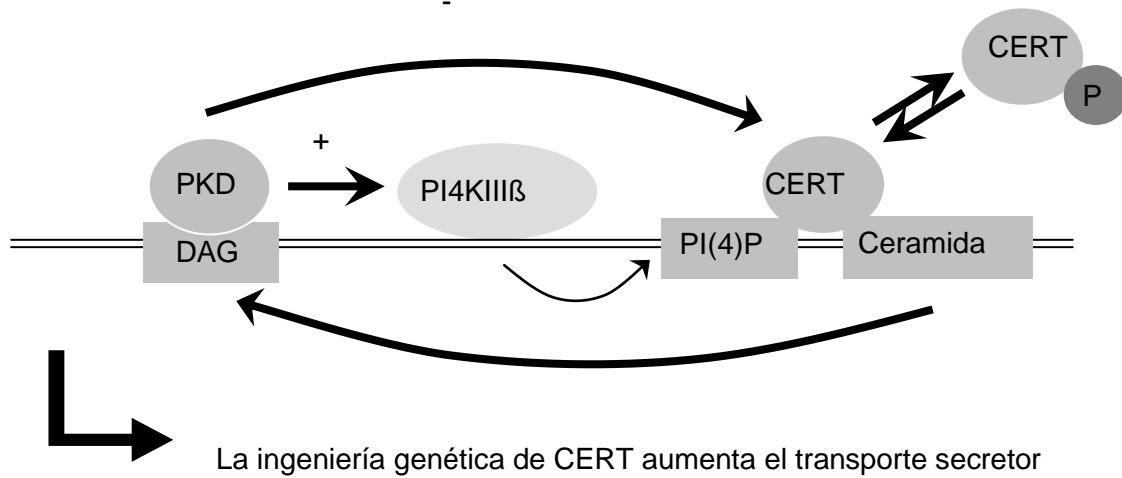 -
CERT
P
+
PKD
PI4KIIIß
CERT
DAG
PI(4)P
Ceramida
La ingeniería genética de CERT aumenta el transporte secretor